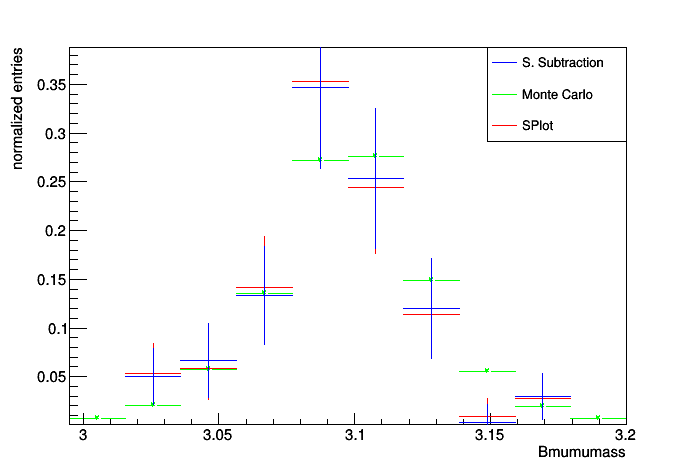 normalized entries
0.35
0.3
0.25
0.2
0.15
0.1
0.05
S. Subtraction
Monte Carlo
SPlot
3 3.05 3.1 3.15 3.2
Bmumumass